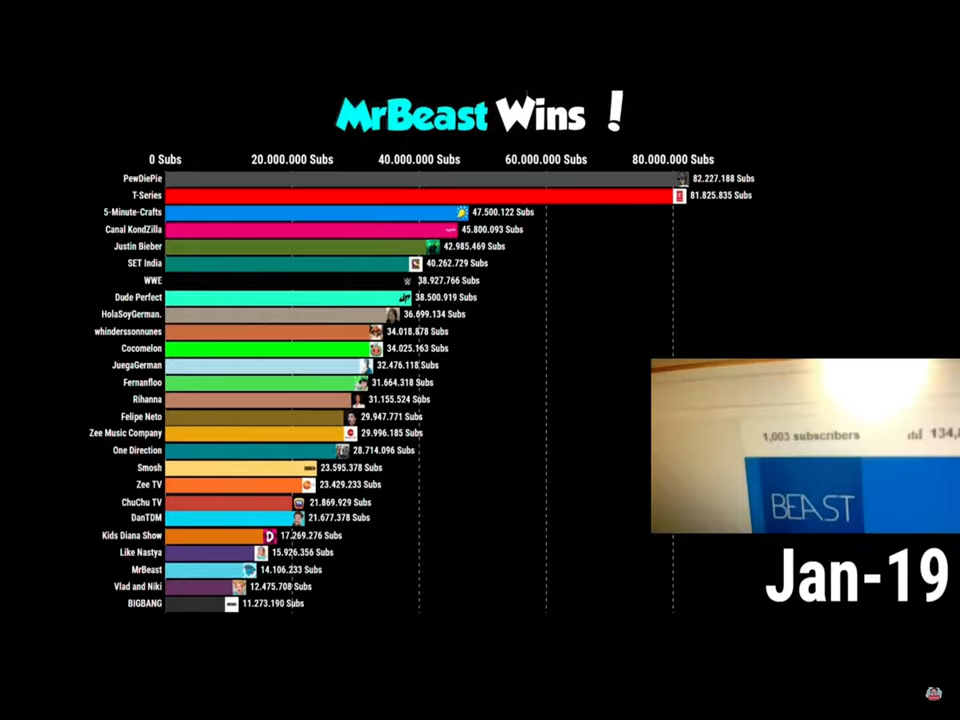 MrBeast Wins !
0 Subs 20.000.000 Subs 40.000.000 Subs 60.000.000 Subs 80.000.000 Subs
PewDiePie 82.227.188 Subs
T-Series 81.825.835 Subs
5-Minute-Crafts 47.500.122 Subs
Canal KondZilla 45.800.093 Subs
Justin Bieber 42.985.469 Subs
SET India 40.262.729 Subs
WWE 38.927.766 Subs
Dude Perfect 38.500.919 Subs
HolaSoyGerman. 36.699.134 Subs
whinderssonnunes 34.018.878 Subs
Cocomelon 34.025.163 Subs
JuegaGerman 32.476.118 Subs
Fernanfloo 31.664.318 Subs
Rihanna 31.155.524 Subs
Felipe Neto 29.947.771 Subs
Zee Music Company 29.996.185 Subs
One Direction 28.714.096 Subs
Smosh 23.595.378 Subs
Zee TV 23.429.233 Subs
ChuChu TV 21.869.929 Subs
DanTDM 21.677.378 Subs
Kids Diana Show 17.269.276 Subs
Like Nastya 15.926.356 Subs
MrBeast 14.106.233 Subs
Vlad and Niki 12.475.708 Subs
BIGBANG 11.273.190 Subs
1,003 subscribers 134,
BEAST
Jan-19